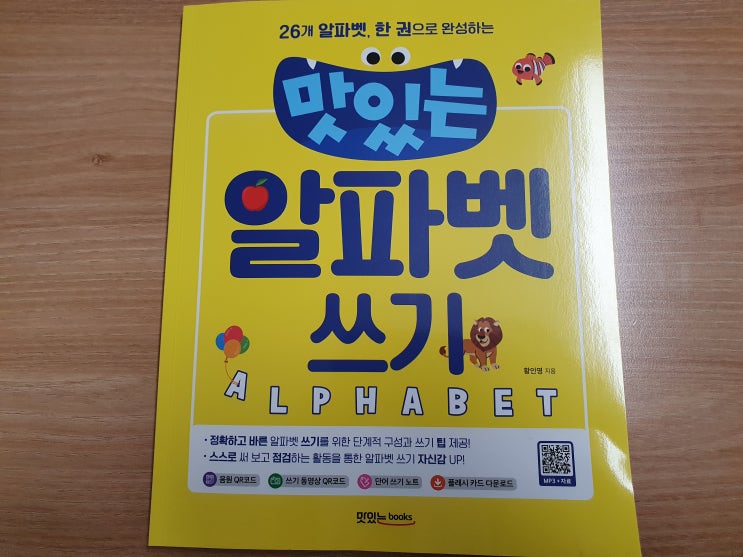 26개 알파벳, 한 권으로 완성하는
맛있는
알파벳
쓰기
황인영 지음
ALPHABET
• 정확하고 바른 알파벳 쓰기를 위한 단계적 구성과 쓰기 팁 제공!
• 스스로 써 보고 점검하는 활동을 통한 알파벳 쓰기 자신감 UP!
음원 QR코드 쓰기 동영상 QR코드 단어 쓰기 노트 플래시 카드 다운로드
MP3 + 자료
맛있는 books